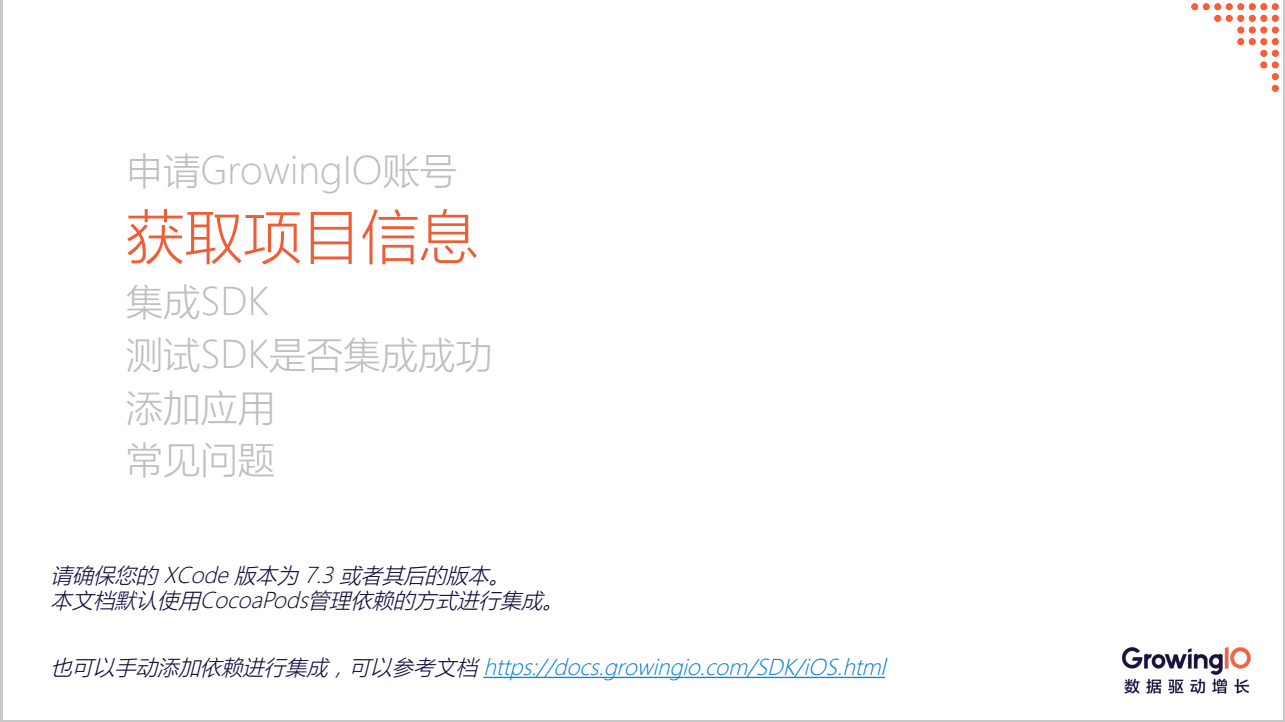 申请GrowingIO账号
获取项目信息
集成SDK
测试SDK是否集成成功
添加应用
常见问题
请确保您的 XCode 版本为 7.3 或者其后的版本。
本文档默认使用CocoaPods管理依赖的方式进行集成。
也可以手动添加依赖进行集成，可以参考文档 https://docs.growingio.com/SDK/iOS.html
GrowingIO
数据驱动增长